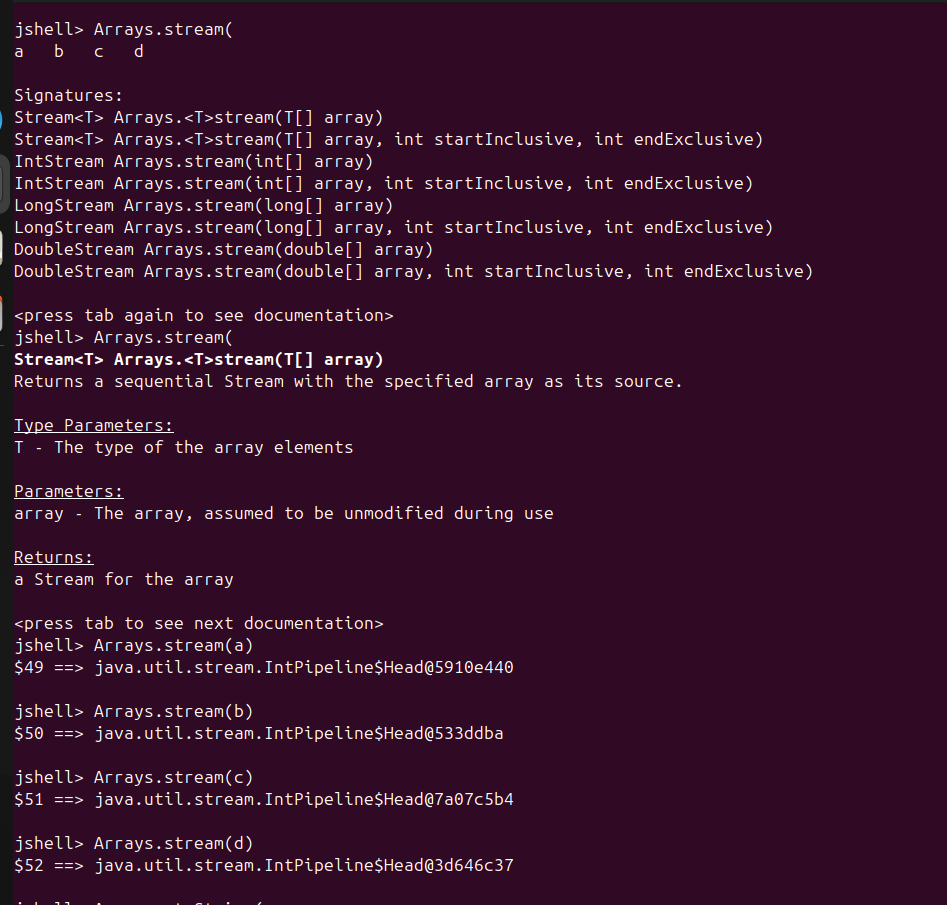 jshell> Arrays.stream(
a   b   c   d
Signatures:
Stream<T> Arrays.<T>stream(T[] array)
Stream<T> Arrays.<T>stream(T[] array, int startInclusive, int endExclusive)
IntStream Arrays.stream(int[] array)
IntStream Arrays.stream(int[] array, int startInclusive, int endExclusive)
LongStream Arrays.stream(long[] array)
LongStream Arrays.stream(long[] array, int startInclusive, int endExclusive)
DoubleStream Arrays.stream(double[] array)
DoubleStream Arrays.stream(double[] array, int startInclusive, int endExclusive)
<press tab again to see documentation>
jshell> Arrays.stream(
Stream<T> Arrays.<T>stream(T[] array)
Returns a sequential Stream with the specified array as its source.
Type Parameters:
T - The type of the array elements
Parameters:
array - The array, assumed to be unmodified during use
Returns:
a Stream for the array
<press tab to see next documentation>
jshell> Arrays.stream(a)
$49 ==> java.util.stream.IntPipeline$Head@5910e440
jshell> Arrays.stream(b)
$50 ==> java.util.stream.IntPipeline$Head@533ddba
jshell> Arrays.stream(c)
$51 ==> java.util.stream.IntPipeline$Head@7a07c5b4
jshell> Arrays.stream(d)
$52 ==> java.util.stream.IntPipeline$Head@3d646c37